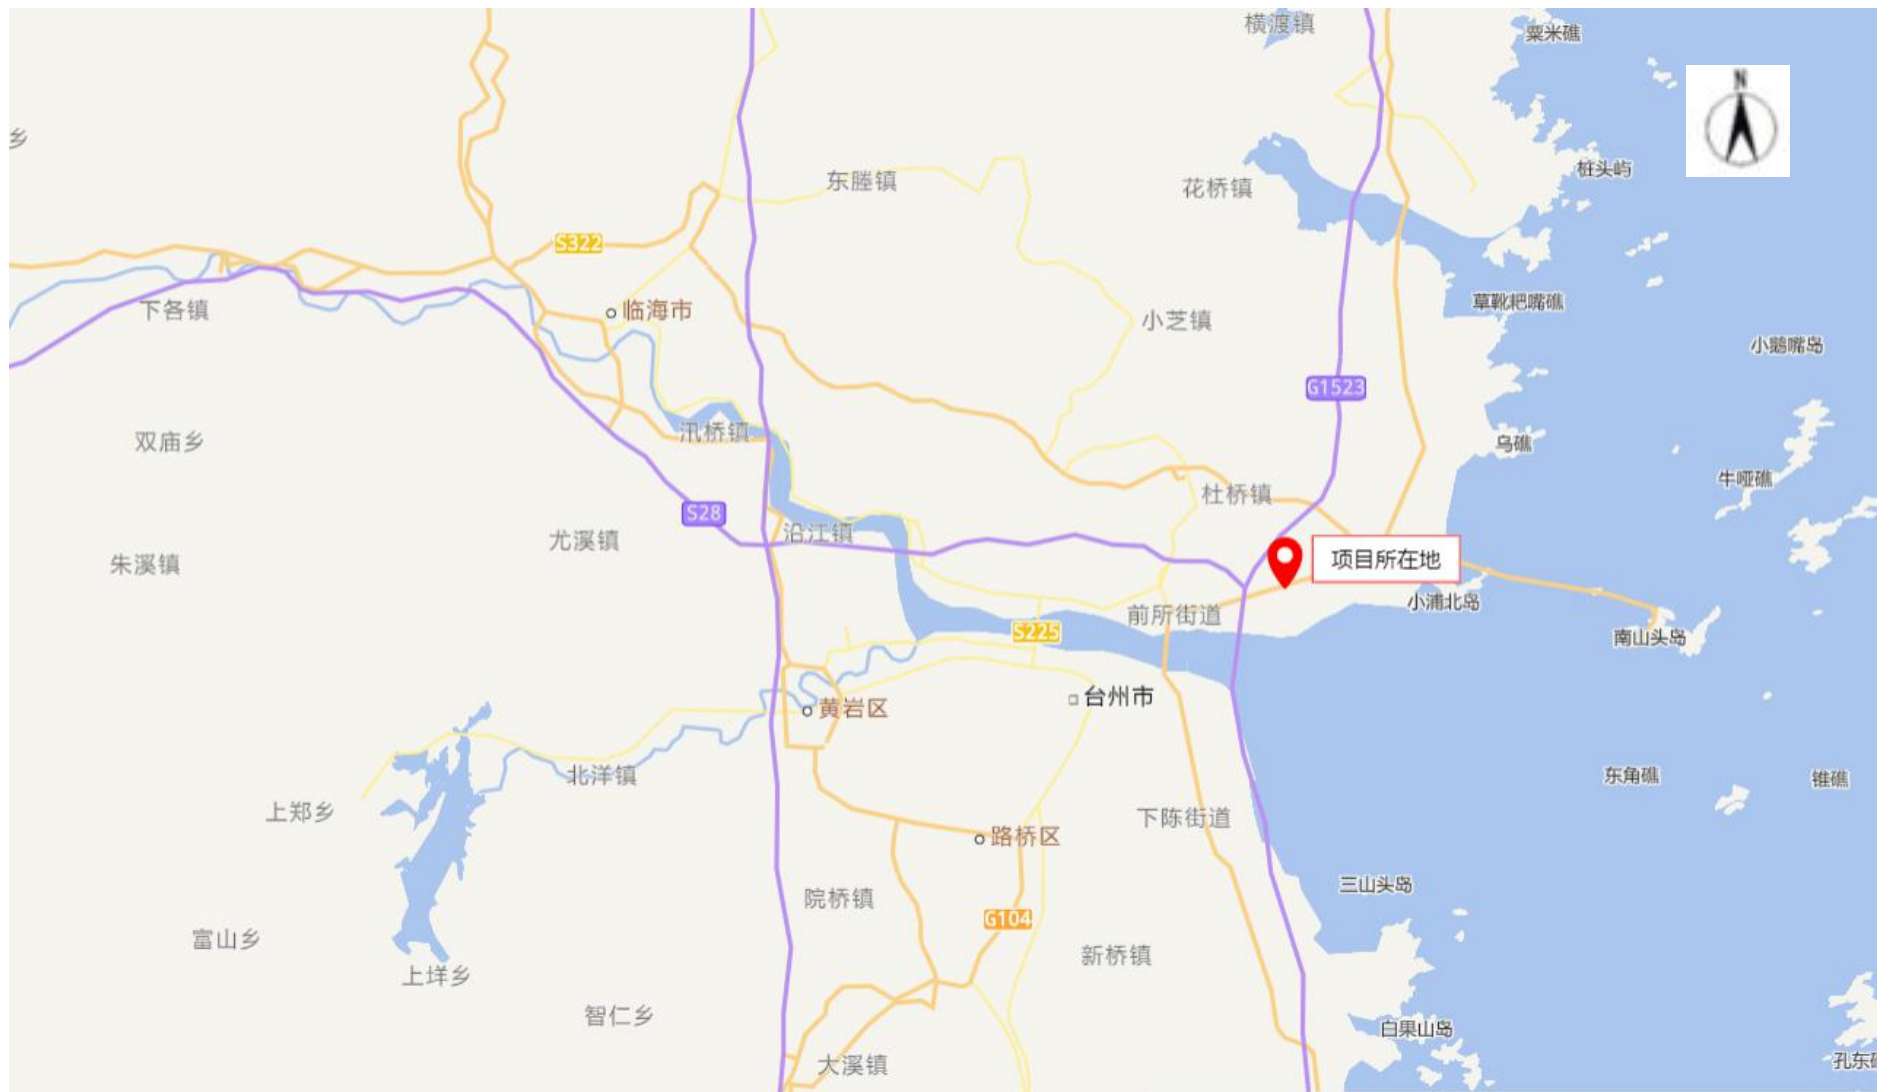 横渡镇
粟米礁
N
乡
桩头屿
东塍镇
花桥镇
S322
草靴耙嘴礁
下各镇
临海市
小芝镇
小鹅嘴岛
G1523
双庙乡
汛桥镇
乌礁
牛哑礁
杜桥镇
S28
尤溪镇
沿江镇
朱溪镇
项目所在地
小浦北岛
前所街道
S225
南山头岛
台州市
黄岩区
北洋镇
东角礁
锥礁
上郑乡
下陈街道
路桥区
三山头岛
院桥镇
G104
富山乡
新桥镇
上垟乡
智仁乡
白果山岛
大溪镇
孔东